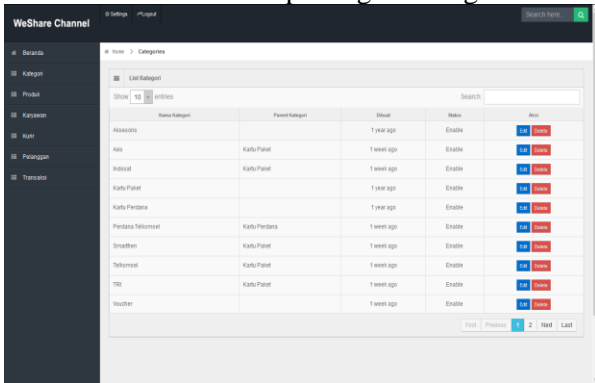 WeShare Channel
Settings Logout
Search here..
Beranda
Kategori
Produk
Karyawan
Kurir
Pelanggan
Transaksi
Home > Categories
List Kategori
Show 10 entries Search:
Nama Kategori Parent Kategori Dibuat Status Aksi
Aksesoris 1 year ago Enable Edit Delete
Axis Kartu Paket 1 week ago Enable Edit Delete
Indosat Kartu Paket 1 week ago Enable Edit Delete
Kartu Paket 1 year ago Enable Edit Delete
Kartu Perdana 1 year ago Enable Edit Delete
Perdana Telkomsel Kartu Perdana 1 week ago Enable Edit Delete
Smartfren Kartu Paket 1 week ago Enable Edit Delete
Telkomsel Kartu Paket 1 week ago Enable Edit Delete
TRI Kartu Paket 1 week ago Enable Edit Delete
Voucher 1 week ago Enable Edit Delete
First Previous 1 2 Next Last